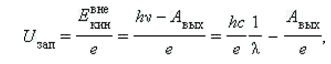 U_зап = E_кин^вне / e = (hν − A_вых) / e = (hc / e) (1 / λ) − A_вых / e,